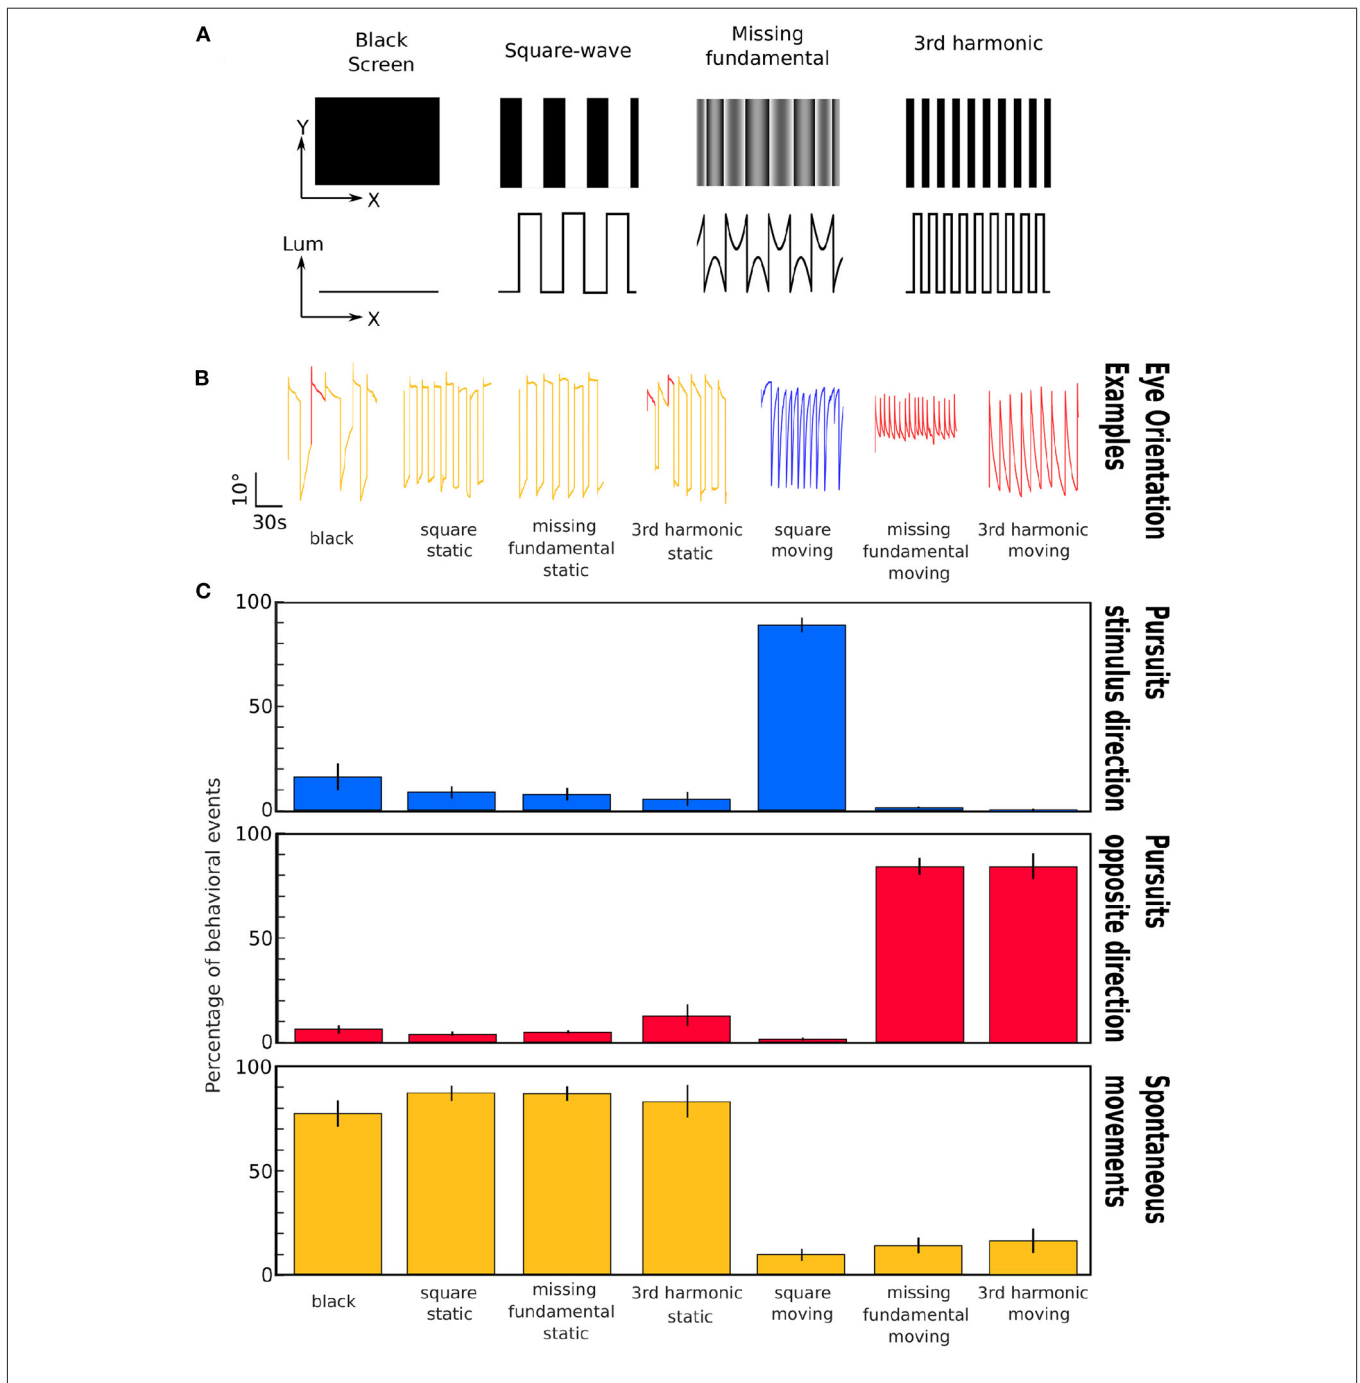 A
Black
Screen
Square-wave
Missing
fundamental
3rd harmonic
Y
X
Lum
X
B
Eye Orientation
Examples
10°
30s
black
square
static
missing
fundamental
static
3rd harmonic
static
square
moving
missing
fundamental
moving
3rd harmonic
moving
C
Percentage of behavioral events
100
50
0
Pursuits
stimulus direction
100
50
0
Pursuits
opposite direction
100
50
0
Spontaneous
movements
black
square
static
missing
fundamental
static
3rd harmonic
static
square
moving
missing
fundamental
moving
3rd harmonic
moving